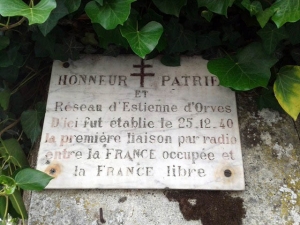 HONNEUR PATRIE
ET
Réseau d'Estienne d'Orves
D'ici fut établie le 25.12.40
la première liaison par radio
entre la FRANCE occupée et
la FRANCE libre